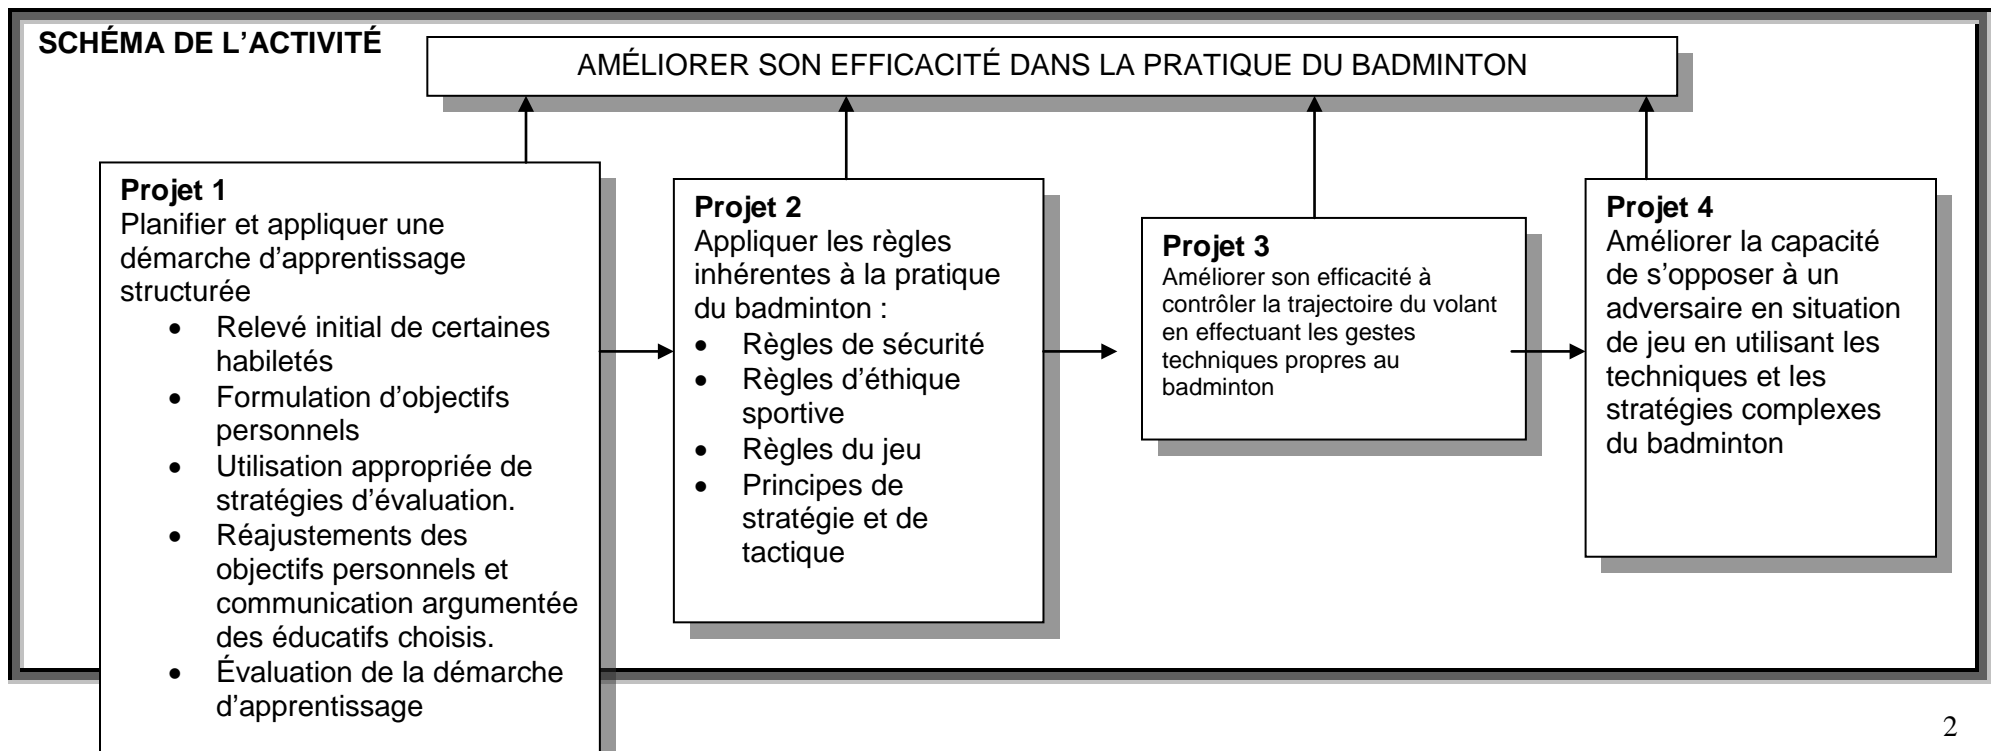 SCHÉMA DE L'ACTIVITÉ
AMÉLIORER SON EFFICACITÉ DANS LA PRATIQUE DU BADMINTON
Projet 1
Planifier et appliquer une
démarche d'apprentissage
structurée
• Relevé initial de certaines
habiletés
• Formulation d'objectifs
personnels
• Utilisation appropriée de
stratégies d'évaluation.
• Réajustements des
objectifs personnels et
communication argumentée
des éducatifs choisis.
• Évaluation de la démarche
d'apprentissage
Projet 2
Appliquer les règles
inhérentes à la pratique
du badminton :
• Règles de sécurité
• Règles d'éthique
sportive
• Règles du jeu
• Principes de
stratégie et de
tactique
Projet 3
Améliorer son efficacité à
contrôler la trajectoire du volant
en effectuant les gestes
techniques propres au
badminton
Projet 4
Améliorer la capacité
de s'opposer à un
adversaire en situation
de jeu en utilisant les
techniques et les
stratégies complexes
du badminton
2